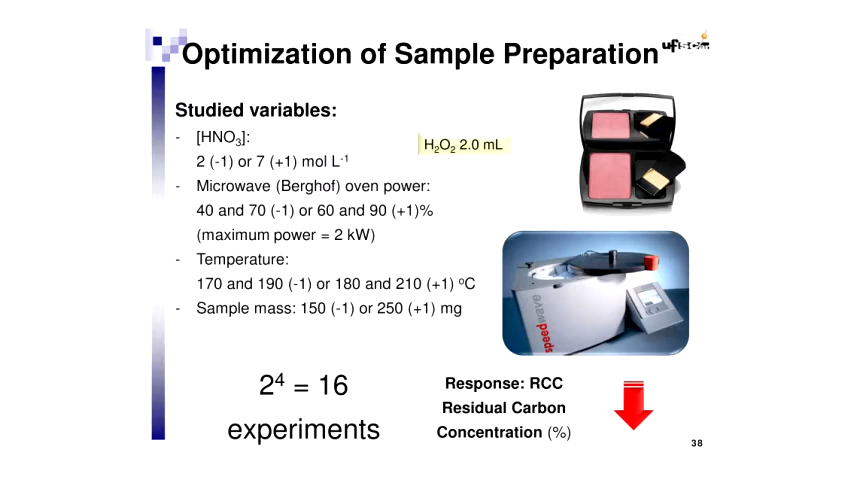 Optimization of Sample Preparation
ufscar
Studied variables:
- [HNO₃]:
2 (-1) or 7 (+1) mol L⁻¹
H₂O₂ 2.0 mL
- Microwave (Berghof) oven power:
40 and 70 (-1) or 60 and 90 (+1)%
(maximum power = 2 kW)
- Temperature:
170 and 190 (-1) or 180 and 210 (+1) ºC
- Sample mass: 150 (-1) or 250 (+1) mg
speedwave
2⁴ = 16
experiments
Response: RCC
Residual Carbon
Concentration (%)
38